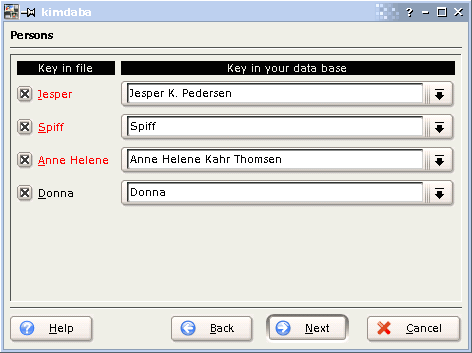 kimdaba
Persons
Key in file Key in your data base
Jesper Jesper K. Pedersen
Spiff Spiff
Anne Helene Anne Helene Kahr Thomsen
Donna Donna
Help Back Next Cancel